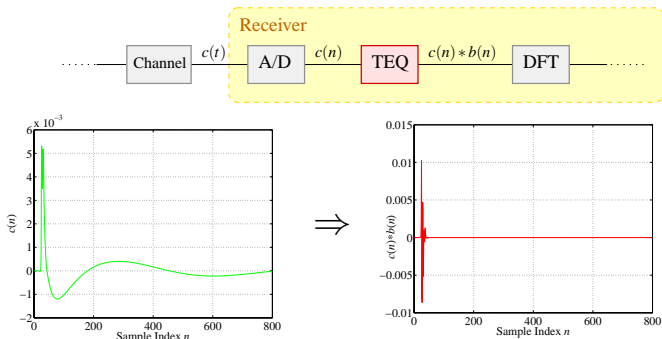 Receiver
Channel
c(t)
A/D
c(n)
TEQ
c(n)∗b(n)
DFT
6 x 10⁻³
5
4
3
2
1
0
−1
−2
0 200 400 600 800
c(n)
Sample Index n
⇒
0.015
0.01
0.005
0
−0.005
−0.01
0 200 400 600 800
c(n)∗b(n)
Sample Index n